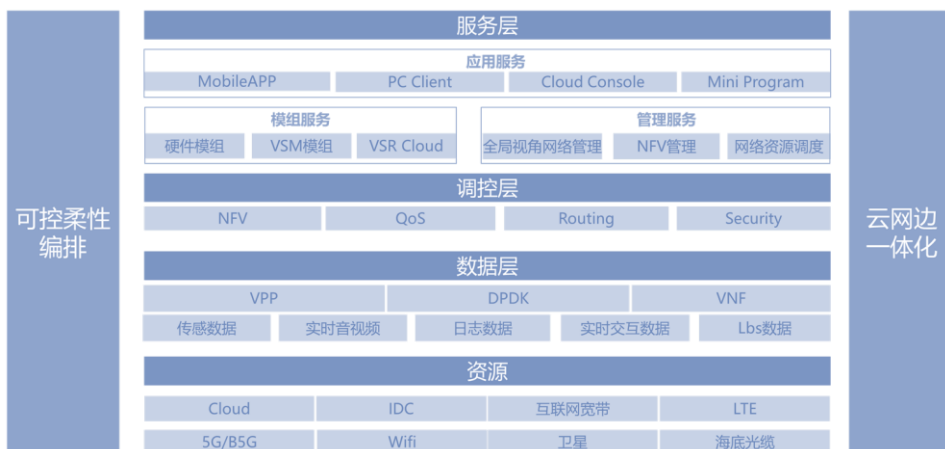 服务层
应用服务
MobileAPP PC Client Cloud Console Mini Program
模组服务 管理服务
硬件模组 VSM模组 VSR Cloud 全局视角网络管理 NFV管理 网络资源调度
可控柔性
编排
调控层
NFV QoS Routing Security
数据层
VPP DPDK VNF
传感数据 实时音视频 日志数据 实时交互数据 Lbs数据
资源
Cloud IDC 互联网宽带 LTE
5G/B5G Wifi 卫星 海底光缆
云网边
一体化